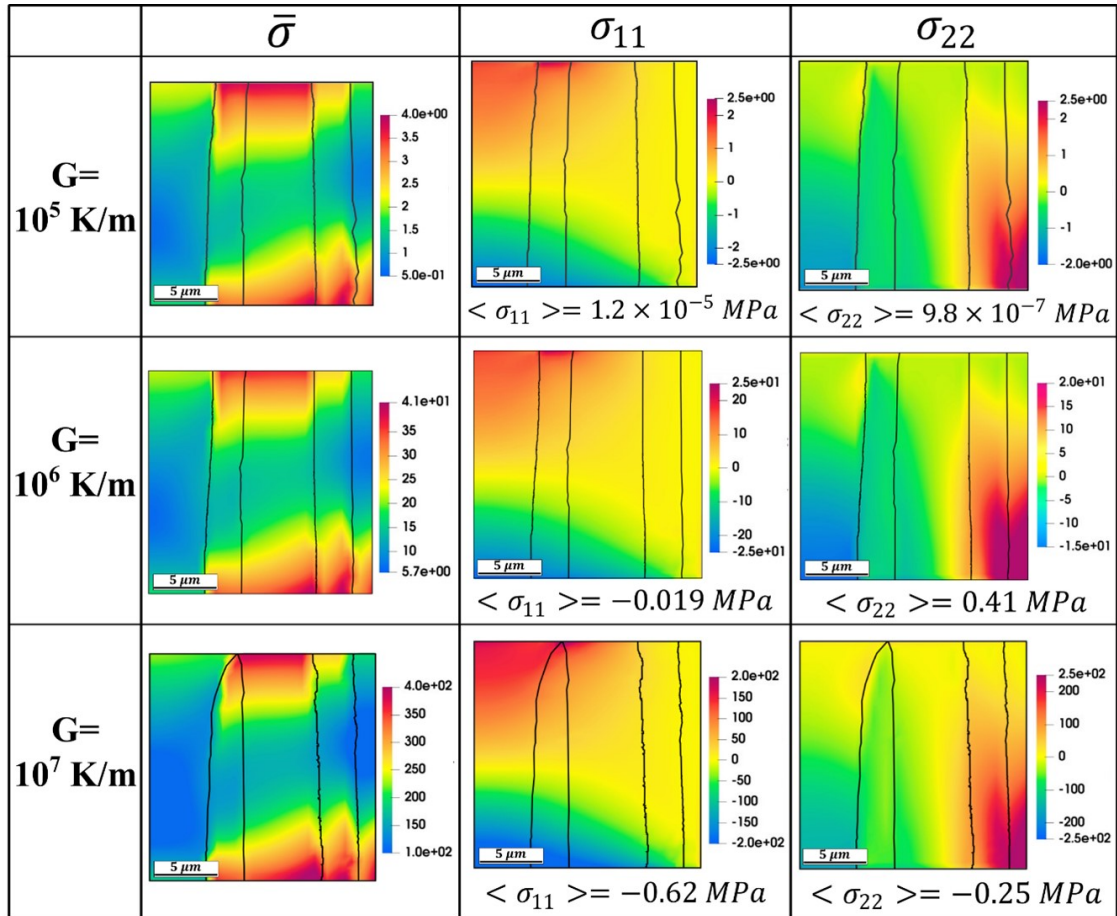 σ̄ σ₁₁ σ₂₂
G=
10⁵ K/m
4.0e+00
3.5
3
2.5
2
1.5
1
5.0e-01
5 μm
2.5e+00
2
1
0
-1
-2
-2.5e+00
5 μm
< σ₁₁ >= 1.2 × 10⁻⁵ MPa
2.5e+00
2
1
0
-1
-2.0e+00
5 μm
< σ₂₂ >= 9.8 × 10⁻⁷ MPa
G=
10⁶ K/m
4.1e+01
35
30
25
20
15
10
5.7e+00
5 μm
2.5e+01
20
10
0
-10
-20
-2.5e+01
5 μm
< σ₁₁ >= −0.019 MPa
2.0e+01
15
10
5
0
-5
-10
-1.5e+01
5 μm
< σ₂₂ >= 0.41 MPa
G=
10⁷ K/m
4.0e+02
350
300
250
200
150
1.0e+02
5 μm
2.0e+02
150
100
50
0
-50
-100
-150
-2.0e+02
5 μm
< σ₁₁ >= −0.62 MPa
2.5e+02
200
100
0
-100
-200
-2.5e+02
5 μm
< σ₂₂ >= −0.25 MPa